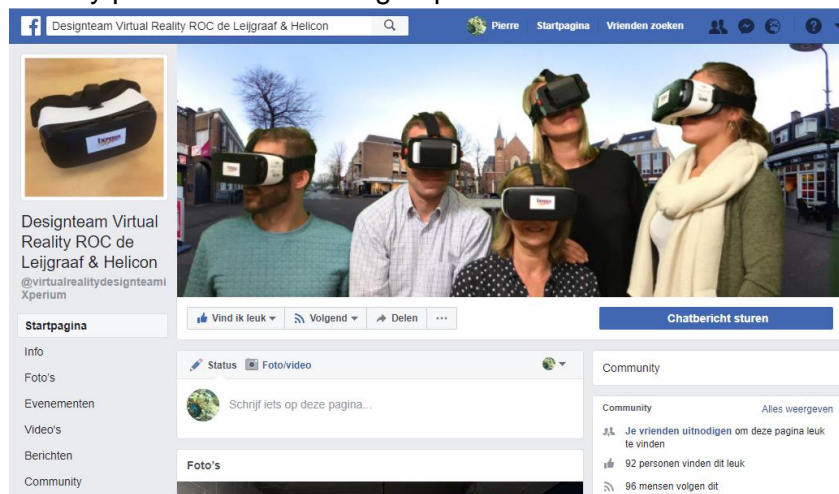 Designteam Virtual Reality ROC de Leijgraaf & Helicon
Pierre
Startpagina
Vrienden zoeken
Designteam Virtual
Reality ROC de
Leijgraaf & Helicon
@virtualrealitydesignteami
Xperium
Startpagina
Info
Foto's
Evenementen
Video's
Berichten
Community
Vind ik leuk
Volgend
Delen
Chatbericht sturen
Status
Foto/video
Schrijf iets op deze pagina...
Foto's
Community
Community
Alles weergeven
Je vrienden uitnodigen om deze pagina leuk
te vinden
92 personen vinden dit leuk
96 mensen volgen dit